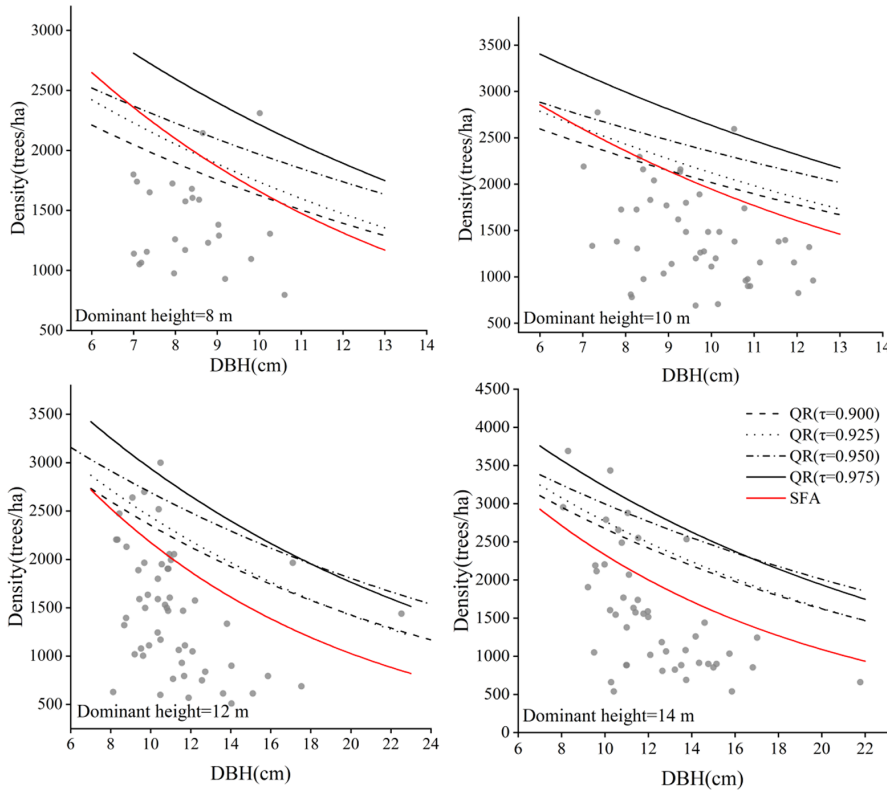 3000
2500
2000
1500
1000
500
Density(trees/ha)
Dominant height=8 m
6 7 8 9 10 11 12 13 14
DBH(cm)
3500
3000
2500
2000
1500
1000
500
Density(trees/ha)
Dominant height=10 m
6 7 8 9 10 11 12 13 14
DBH(cm)
3500
3000
2500
2000
1500
1000
500
Density(trees/ha)
Dominant height=12 m
6 8 10 12 14 16 18 20 22 24
DBH(cm)
4500
4000
3500
3000
2500
2000
1500
1000
500
0
Density(trees/ha)
QR(τ=0.900)
QR(τ=0.925)
QR(τ=0.950)
QR(τ=0.975)
SFA
Dominant height=14 m
6 8 10 12 14 16 18 20 22
DBH(cm)